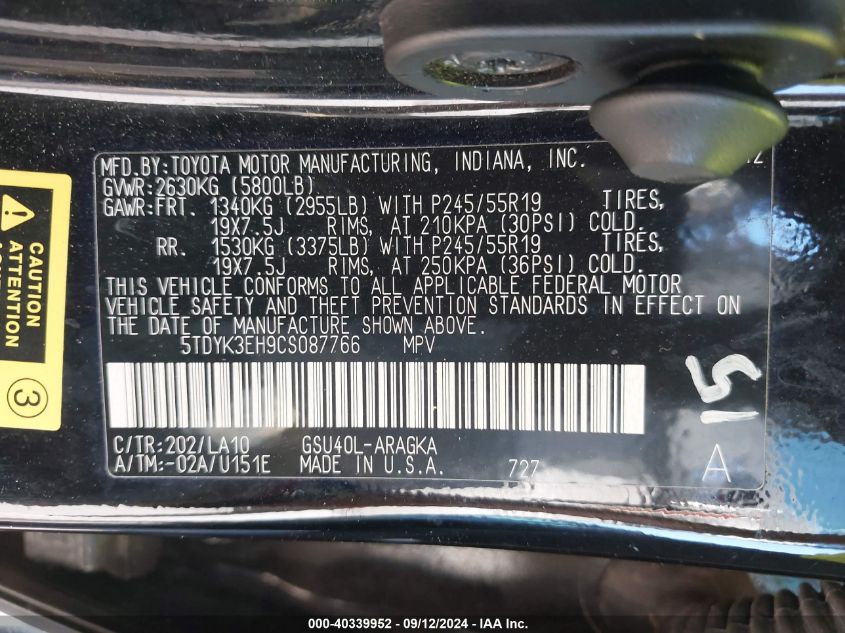 MFD.BY:TOYOTA MOTOR MANUFACTURING, INDIANA, INC. 12
GVWR:2630KG (5800LB)
GAWR:FRT. 1340KG (2955LB) WITH P245/55R19 TIRES,
19X7.5J RIMS, AT 210KPA (30PSI) COLD.
RR. 1530KG (3375LB) WITH P245/55R19 TIRES,
19X7.5J RIMS, AT 250KPA (36PSI) COLD.
THIS VEHICLE CONFORMS TO ALL APPLICABLE FEDERAL MOTOR
VEHICLE SAFETY AND THEFT PREVENTION STANDARDS IN EFFECT ON
THE DATE OF MANUFACTURE SHOWN ABOVE.
5TDYK3EH9CS087766 MPV
C/TR:202/LA10 GSU40L-ARAGKA
A/TM:-02A/U151E MADE IN U.S.A. 727
A
51
CAUTION
ATTENTION
3
000-40339952 - 09/12/2024 - IAA Inc.